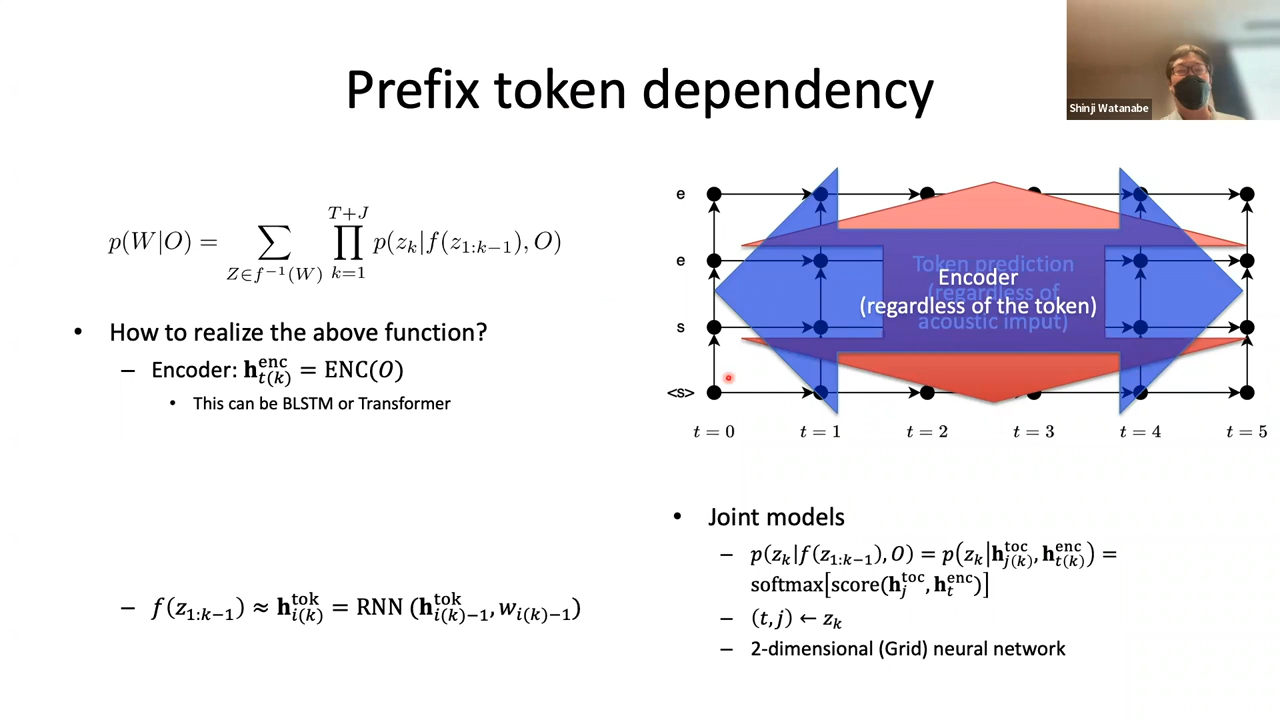 Prefix token dependency
Shinji Watanabe
p(W|O) = ∑_{Z∈f^{-1}(W)} ∏_{k=1}^{T+J} p(z_k|f(z_{1:k-1}), O)
• How to realize the above function?
– Encoder: h^{enc}_{t(k)} = ENC(O)
• This can be BLSTM or Transformer
– f(z_{1:k-1}) ≈ h^{tok}_{i(k)} = RNN (h^{tok}_{i(k)-1}, w_{i(k)-1})
e
e
s
<s>
Token prediction
(regardless of
acoustic imput)
Encoder
(regardless of the token)
t = 0 t = 1 t = 2 t = 3 t = 4 t = 5
• Joint models
– p(z_k|f(z_{1:k-1}), O) = p(z_k|h^{toc}_{j(k)}, h^{enc}_{t(k)}) =
softmax[score(h^{toc}_j, h^{enc}_t)]
– (t, j) ← z_k
– 2-dimensional (Grid) neural network